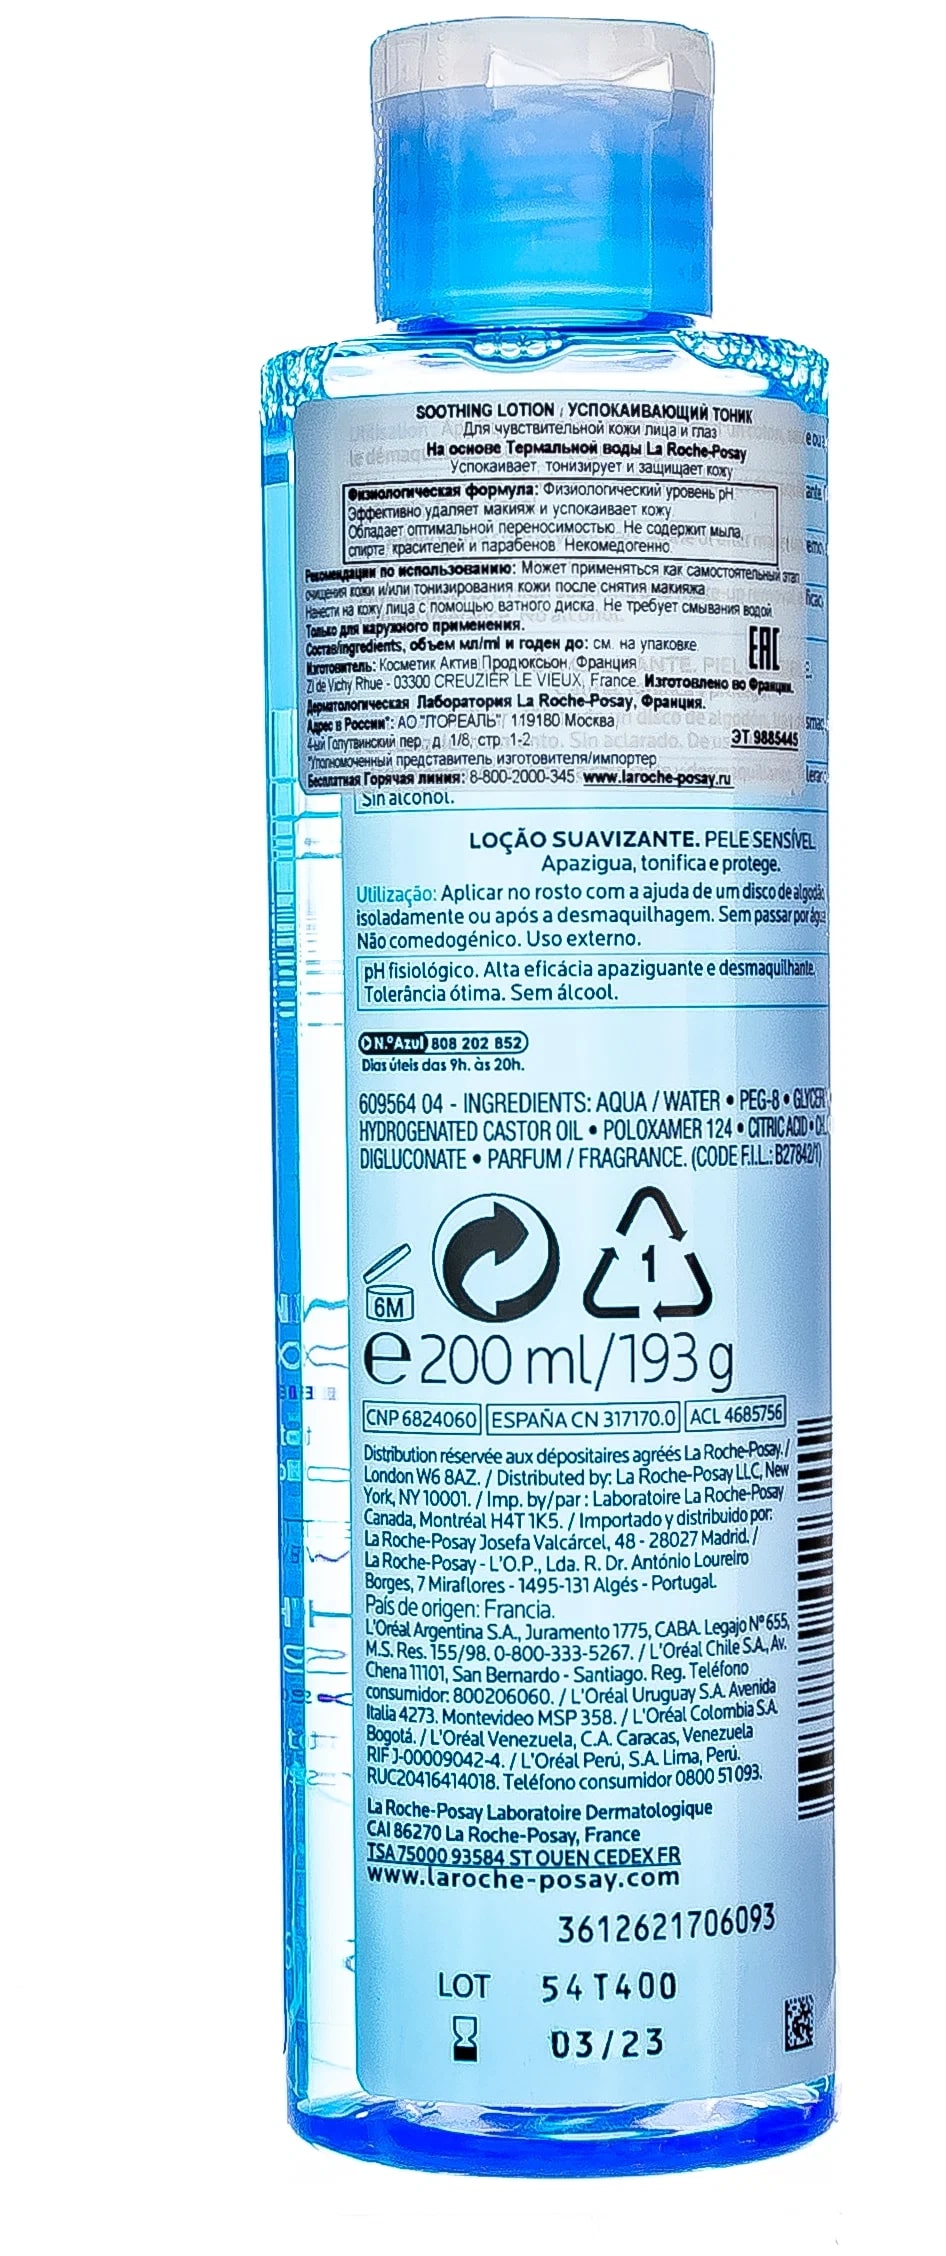 SOOTHING LOTION / УСПОКАИВАЮЩИЙ ТОНИК
Для чувствительной кожи лица и глаз
На основе Термальной воды La Roche-Posay
Успокаивает, тонизирует и защищает кожу
Физиологическая формула: Физиологический уровень pH.
Эффективно удаляет макияж и успокаивает кожу.
Обладает оптимальной переносимостью. Не содержит мыла,
спирта, красителей и парабенов. Некомедогенно.
Рекомендации по использованию: Может применяться как самостоятельный этап
очищения кожи и/или тонизирования кожи после снятия макияжа.
Нанести на кожу лица с помощью ватного диска. Не требует смывания водой.
Только для наружного применения.
Состав/ingredients, объем мл/ml и годен до: см. на упаковке
Изготовитель: Косметик Актив Продюксьон, Франция
ZI de Vichy Rhue - 03300 CREUZIER LE VIEUX, France. Изготовлено во Франции.
EAC
Дерматологическая Лаборатория La Roche-Posay, Франция.
Адрес в России*: АО "ЛОРЕАЛЬ" 119180 Москва,
4-ый Голутвинский пер., д. 1/8, стр. 1-2.
ЭТ 9885445
*Уполномоченный представитель изготовителя/импортер
Бесплатная Горячая линия: 8-800-2000-345 www.laroche-posay.ru
Sin alcohol.
LOÇÃO SUAVIZANTE. PELE SENSÍVEL
Apazigua, tonifica e protege.
Utilização: Aplicar no rosto com a ajuda de um disco de algodão
isoladamente ou após a desmaquilhagem. Sem passar por água
Não comedogénico. Uso externo.
pH fisiológico. Alta eficácia apaziguante e desmaquilhante.
Tolerância ótima. Sem álcool.
N.º Azul 808 202 852
Dias úteis das 9h. às 20h.
609564 04 - INGREDIENTS: AQUA / WATER • PEG-8 •
HYDROGENATED CASTOR OIL • POLOXAMER 124 • CITRIC ACID •
DIGLUCONATE • PARFUM / FRAGRANCE. (CODE F.I.L.: B27842/1)
1
6M
e 200 ml/193 g
CNP 6824060 ESPAÑA CN 317170.0 ACL 4685756
Distribution réservée aux dépositaires agréés La Roche-Posay. /
London W6 8AZ. / Distributed by: La Roche-Posay LLC, New
York, NY 10001. / Imp. by/par : Laboratoire La Roche-Posay
Canada, Montréal H4T 1K5. / Importado y distribuido por:
La Roche-Posay Josefa Valcárcel, 48 - 28027 Madrid. /
La Roche-Posay - L'O.P., Lda. R. Dr. António Loureiro
Borges, 7 Miraflores - 1495-131 Algés - Portugal.
País de origen: Francia.
L'Oréal Argentina S.A., Juramento 1775, CABA. Legajo Nº 655,
M.S. Res. 155/98. 0-800-333-5267. / L'Oréal Chile S.A., Av.
Chena 11101, San Bernardo - Santiago. Reg. Teléfono
consumidor: 800206060. / L'Oréal Uruguay S.A. Avenida
Italia 4273. Montevideo MSP 358. / L'Oréal Colombia S.A.
Bogotá. / L'Oréal Venezuela, C.A. Caracas, Venezuela
RIF J-00009042-4. / L'Oréal Perú, S.A. Lima, Perú.
RUC20416414018. Teléfono consumidor 0800 51 093.
La Roche-Posay Laboratoire Dermatologique
CAI 86270 La Roche-Posay, France
TSA 75000 93584 ST OUEN CEDEX FR
www.laroche-posay.com
3612621706093
LOT 54T400
03/23